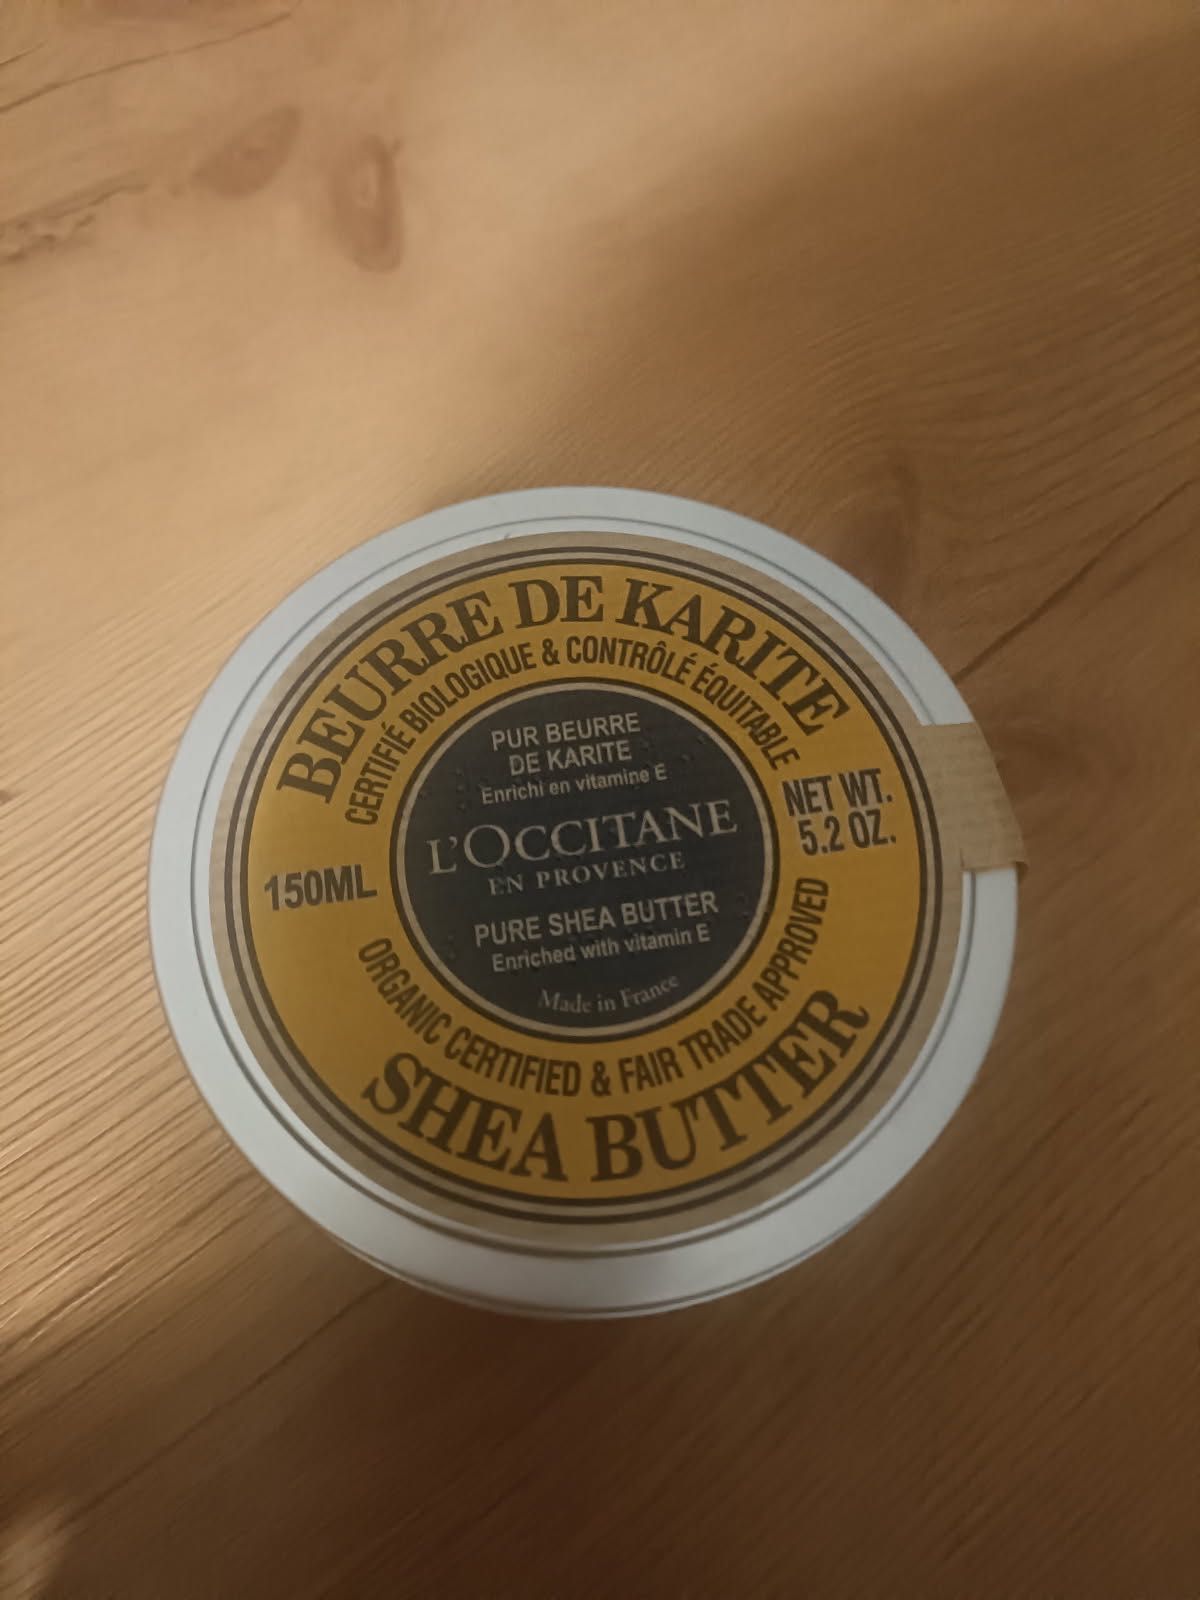 BEURRE DE KARITE
CERTIFIÉ BIOLOGIQUE & CONTRÔLÉ ÉQUITABLE
PUR BEURRE
DE KARITE
Enrichi en vitamine E
L'OCCITANE
EN PROVENCE
PURE SHEA BUTTER
Enriched with vitamin E
Made in France
150ML
NET WT.
5.2 OZ.
ORGANIC CERTIFIED & FAIR TRADE APPROVED
SHEA BUTTER